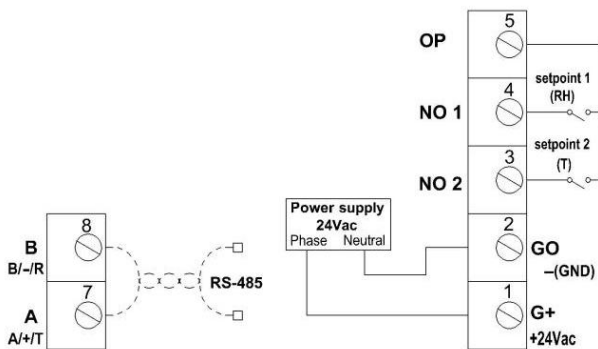 OP
5
setpoint 1
(RH)
NO 1
4
setpoint 2
(T)
NO 2
3
Power supply
24Vac
Phase Neutral
2
GO
–(GND)
1
G+
+24Vac
8
B
B/-/R
RS-485
7
A
A/+/T